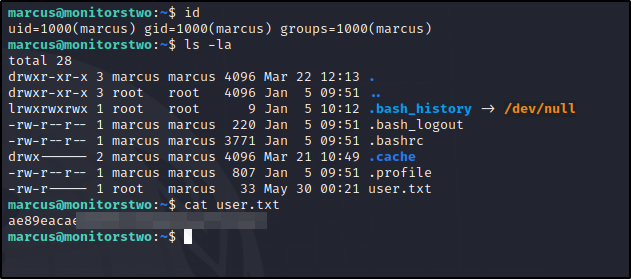 marcus@monitorstwo:~$ id
uid=1000(marcus) gid=1000(marcus) groups=1000(marcus)
marcus@monitorstwo:~$ ls -la
total 28
drwxr-xr-x 3 marcus marcus 4096 Mar 22 12:13 .
drwxr-xr-x 3 root   root   4096 Jan  5 09:51 ..
lrwxrwxrwx 1 root   root      9 Jan  5 10:12 .bash_history -> /dev/null
-rw-r--r-- 1 marcus marcus  220 Jan  5 09:51 .bash_logout
-rw-r--r-- 1 marcus marcus 3771 Jan  5 09:51 .bashrc
drwx------ 2 marcus marcus 4096 Mar 21 10:49 .cache
-rw-r--r-- 1 marcus marcus  807 Jan  5 09:51 .profile
-rw-r----- 1 root   marcus   33 May 30 00:21 user.txt
marcus@monitorstwo:~$ cat user.txt
ae89eacae
marcus@monitorstwo:~$